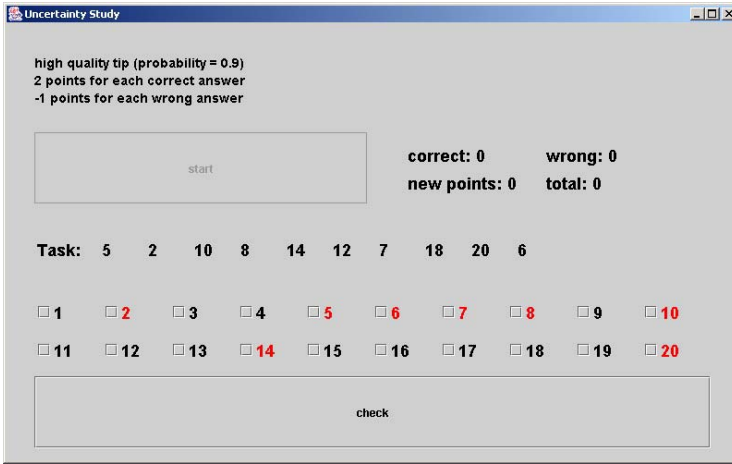 Uncertainty Study
high quality tip (probability = 0.9)
2 points for each correct answer
-1 points for each wrong answer
start
correct: 0 wrong: 0
new points: 0 total: 0
Task: 5 2 10 8 14 12 7 18 20 6
1 2 3 4 5 6 7 8 9 10
11 12 13 14 15 16 17 18 19 20
check